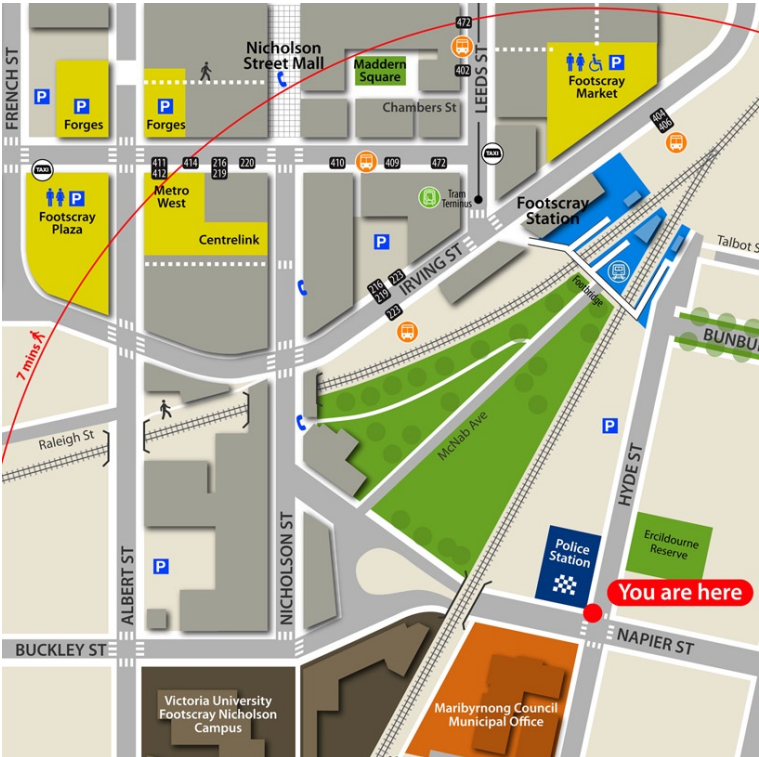 FRENCH ST
P
Forges
P
Forges
Nicholson
Street Mall
Maddern
Square
472
402
LEEDS ST
P
Footscray
Market
Chambers St
404
406
TAXI
411
412
414
216
219
220
410
409
472
TAXI
P
Footscray
Plaza
Metro
West
Centrelink
P
Tram
Terminus
Footscray
Station
IRVING ST
216
219
223
223
Footbridge
Talbot S
BUNBU
7 mins
Raleigh St
McNab Ave
P
HYDE ST
Ercildourne
Reserve
Police
Station
You are here
P
ALBERT ST
NICHOLSON ST
BUCKLEY ST
NAPIER ST
Victoria University
Footscray Nicholson
Campus
Maribyrnong Council
Municipal Office